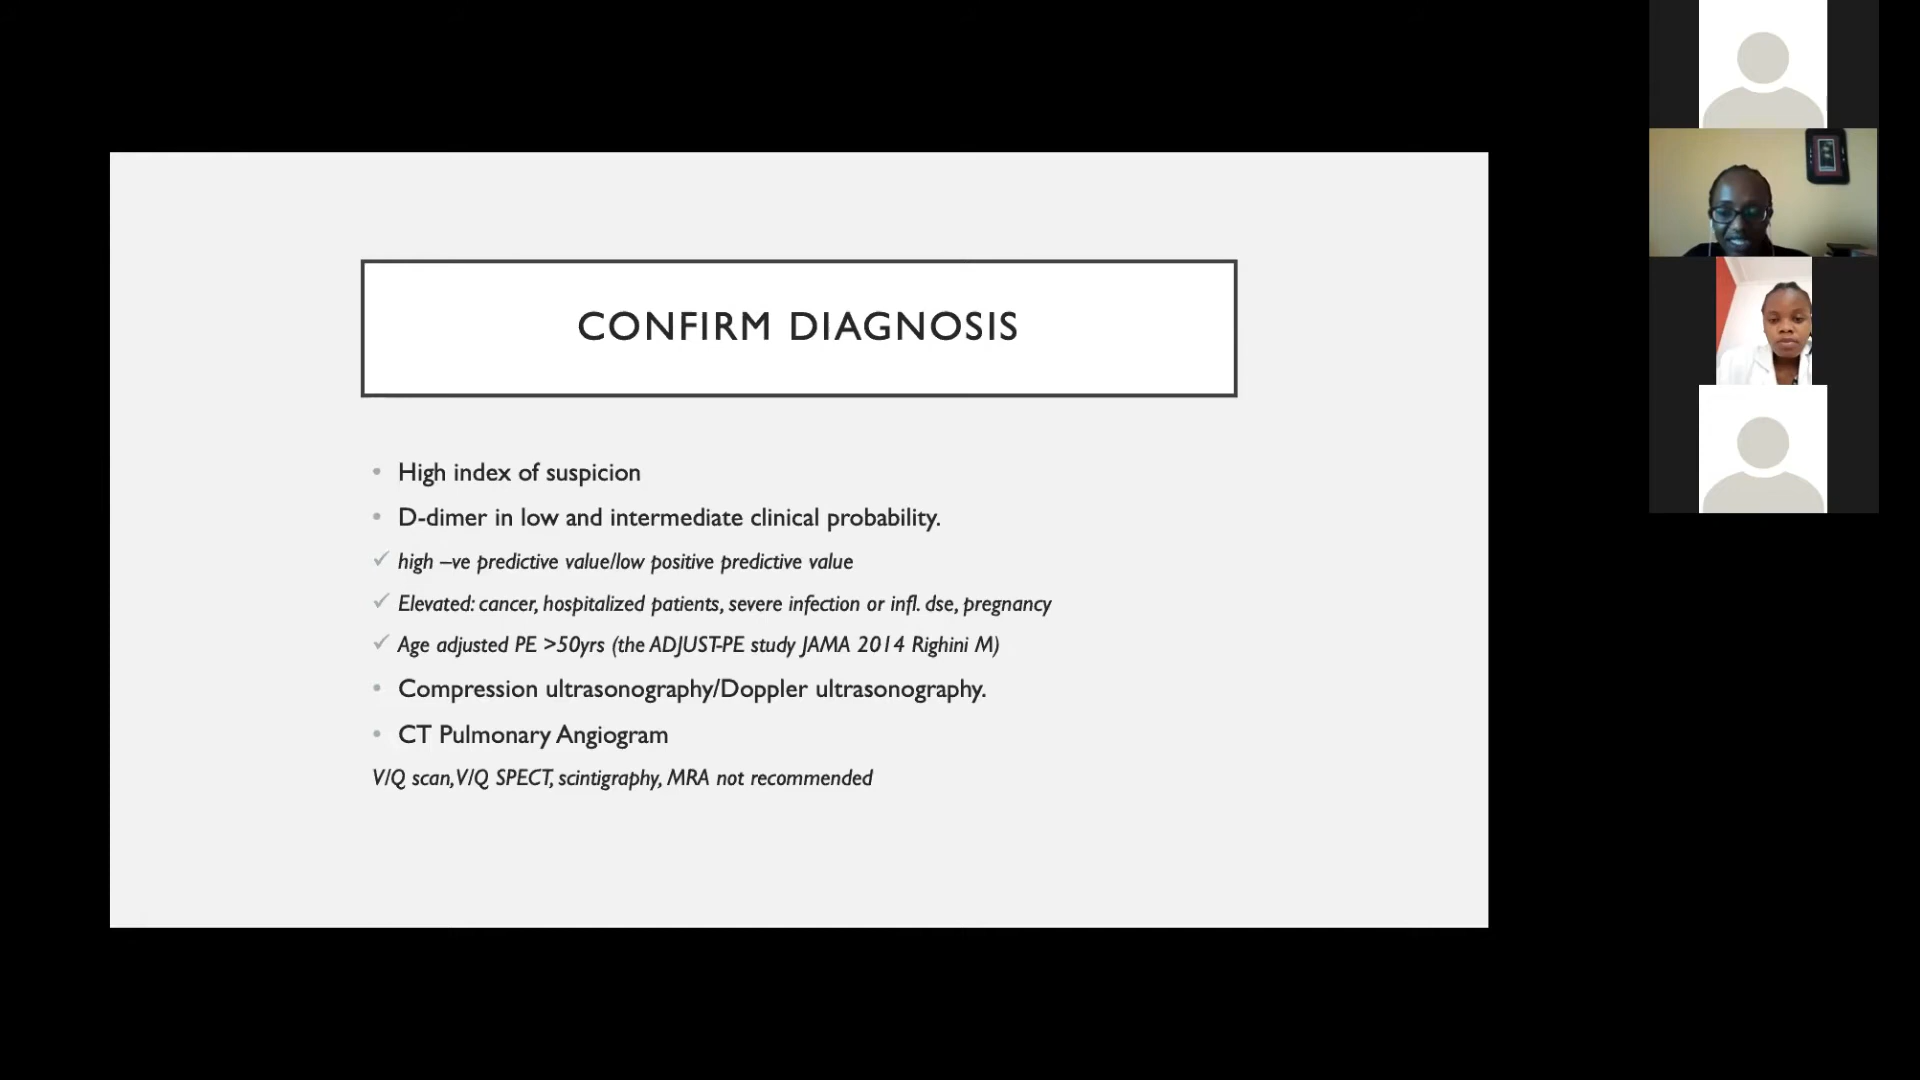 CONFIRM DIAGNOSIS
• High index of suspicion
• D-dimer in low and intermediate clinical probability.
✓ high –ve predictive value/low positive predictive value
✓ Elevated: cancer, hospitalized patients, severe infection or infl. dse, pregnancy
✓ Age adjusted PE >50yrs (the ADJUST-PE study JAMA 2014 Righini M)
• Compression ultrasonography/Doppler ultrasonography.
• CT Pulmonary Angiogram
V/Q scan, V/Q SPECT, scintigraphy, MRA not recommended